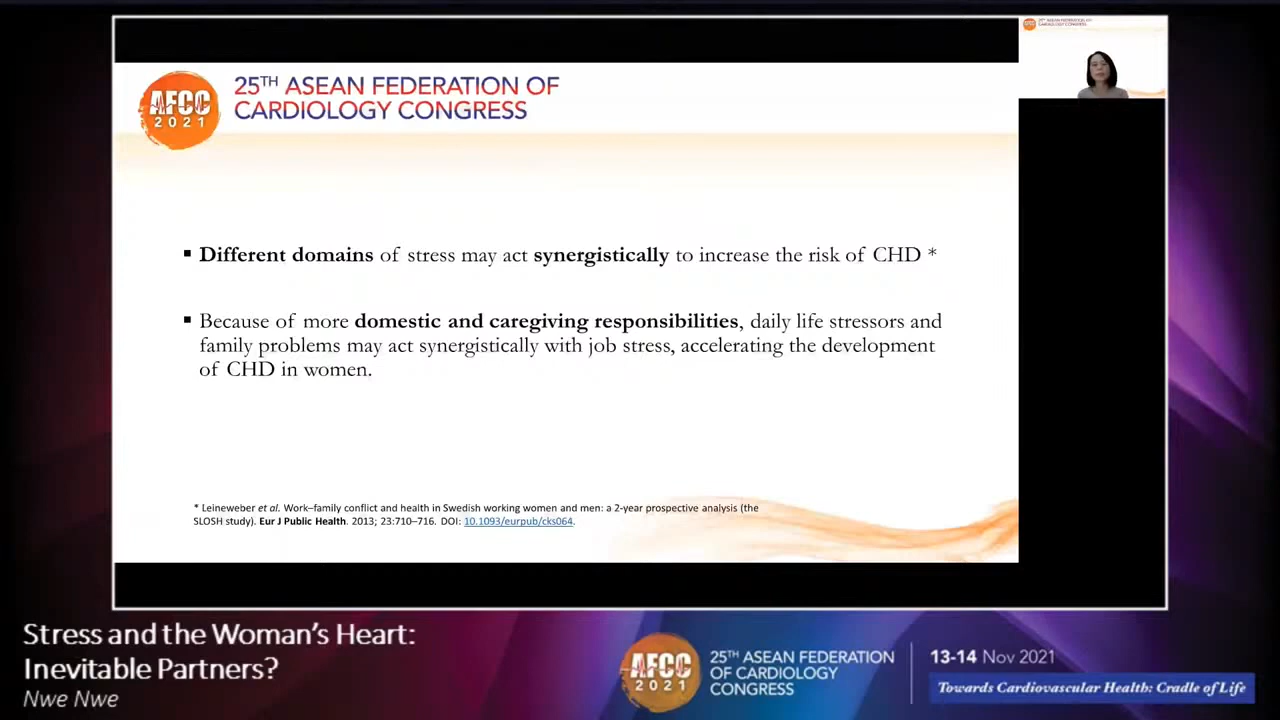 AFCC
2021
25TH ASEAN FEDERATION OF
CARDIOLOGY CONGRESS
▪ Different domains of stress may act synergistically to increase the risk of CHD *
▪ Because of more domestic and caregiving responsibilities, daily life stressors and
family problems may act synergistically with job stress, accelerating the development
of CHD in women.
* Leineweber et al. Work–family conflict and health in Swedish working women and men: a 2-year prospective analysis (the
SLOSH study). Eur J Public Health. 2013; 23:710–716. DOI: 10.1093/eurpub/cks064.
25TH ASEAN FEDERATION
CARDIOLOGY CONGRESS
Stress and the Woman's Heart:
Inevitable Partners?
Nwe Nwe
AFCC
2021
25TH ASEAN FEDERATION
OF CARDIOLOGY
CONGRESS
13-14 Nov 2021
Towards Cardiovascular Health: Cradle of Life